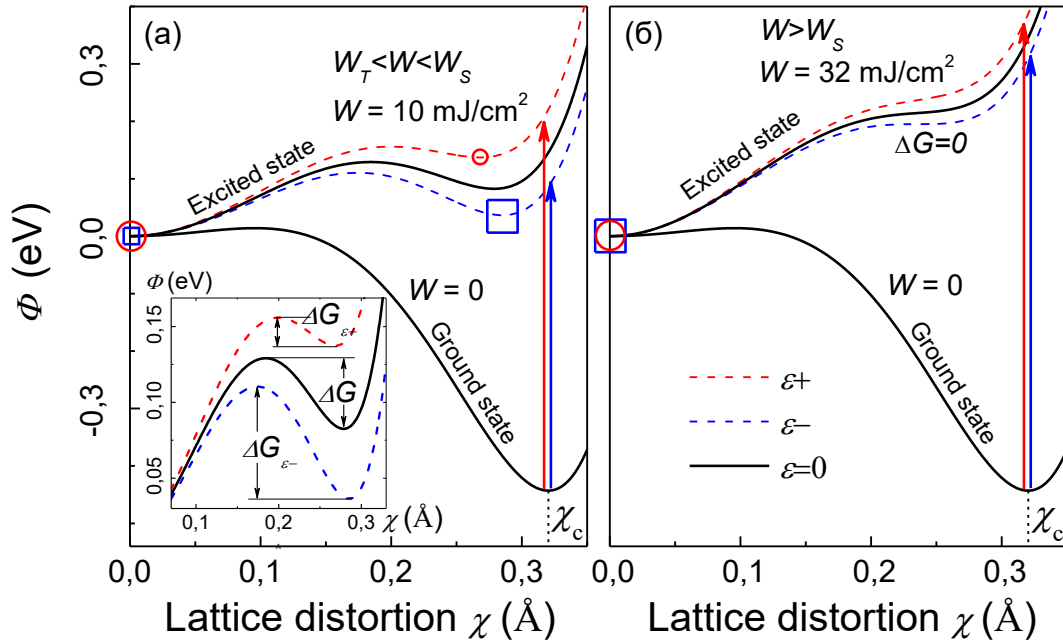 (а)
W_T<W<W_S
W = 10 mJ/cm²
Excited state
W = 0
Ground state
χ_c
Φ (eV)
0,3
0,0
-0,3
0,0
0,1
0,2
0,3
Lattice distortion χ (Å)
Φ (eV)
0,15
0,10
0,05
ΔG_ε+
ΔG
ΔG_ε−
0,1
0,2
0,3
χ (Å)
(б)
W>W_S
W = 32 mJ/cm²
Excited state
ΔG=0
W = 0
Ground state
ε+
ε−
ε=0
χ_c
0,0
0,1
0,2
0,3
Lattice distortion χ (Å)